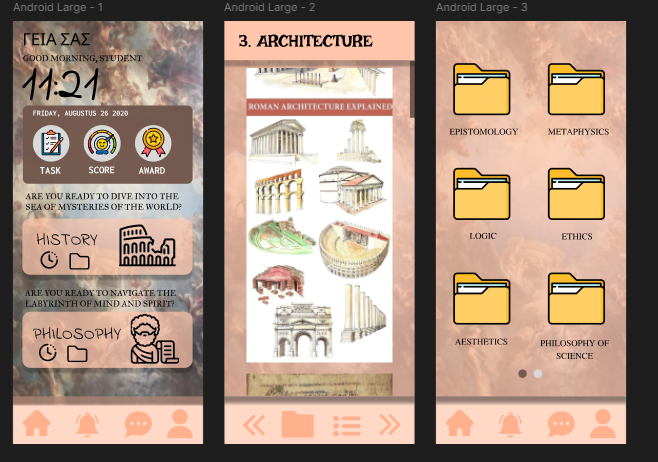 Android Large - 1
ΓΕΙΑ ΣΑΣ
GOOD MORNING, STUDENT
11:21
FRIDAY, AUGUSTUS 26 2020
TASK
SCORE
AWARD
ARE YOU READY TO DIVE INTO THE
SEA OF MYSTERIES OF THE WORLD?
HISTORY
ARE YOU READY TO NAVIGATE THE
LABYRINTH OF MIND AND SPIRIT?
PHILOSOPHY
Android Large - 2
3. ARCHITECTURE
ROMAN ARCHITECTURE EXPLAINED
Android Large - 3
EPISTOMOLOGY
METAPHYSICS
LOGIC
ETHICS
AESTHETICS
PHILOSOPHY OF
SCIENCE